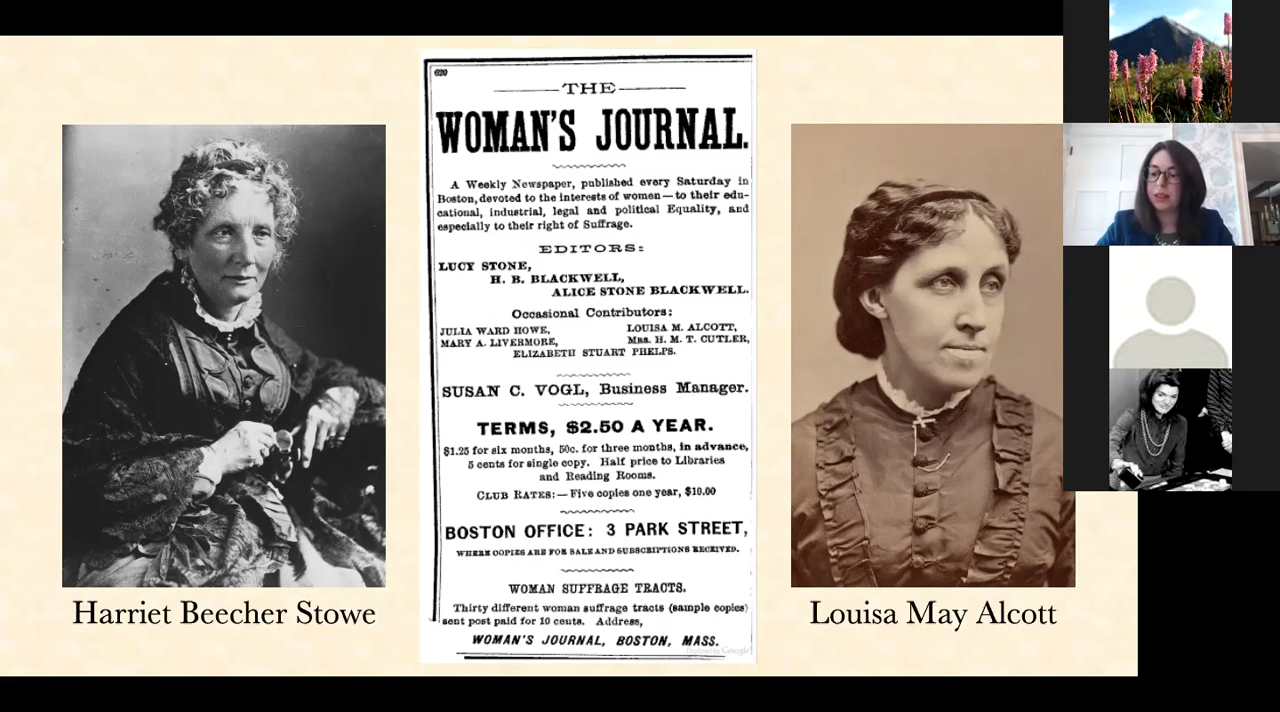 620
THE
WOMAN'S JOURNAL.
A Weekly Newspaper, published every Saturday in
Boston, devoted to the interests of women—to their edu-
cational, industrial, legal and political Equality, and
especially to their right of Suffrage.
EDITORS:
LUCY STONE,
H. B. BLACKWELL,
ALICE STONE BLACKWELL.
Occasional Contributors:
JULIA WARD HOWE, LOUISA M. ALCOTT,
MARY A. LIVERMORE, MRS. H. M. T. CUTLER,
ELIZABETH STUART PHELPS.
SUSAN C. VOGL, Business Manager.
TERMS, $2.50 A YEAR.
$1.25 for six months, 50c. for three months, in advance,
5 cents for single copy. Half price to Libraries
and Reading Rooms.
CLUB RATES:—Five copies one year, $10.00
BOSTON OFFICE: 3 PARK STREET,
WHERE COPIES ARE FOR SALE AND SUBSCRIPTIONS RECEIVED.
WOMAN SUFFRAGE TRACTS.
Thirty different woman suffrage tracts (sample copies)
sent post paid for 10 cents. Address,
WOMAN'S JOURNAL, BOSTON, MASS.
Google
Harriet Beecher Stowe
Louisa May Alcott